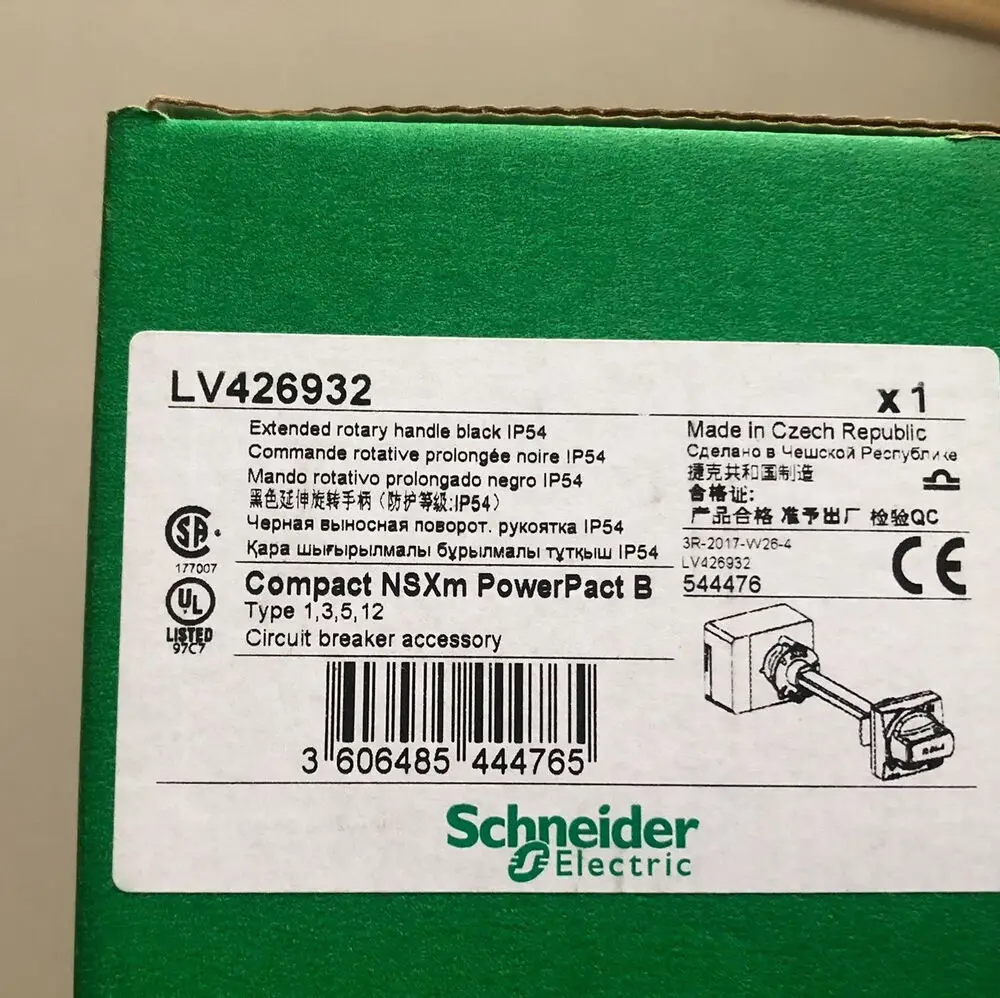 LV426932
x 1
Extended rotary handle black IP54
Commande rotative prolongée noire IP54
Mando rotativo prolongado negro IP54
黑色延伸旋转手柄（防护等级:IP54）
Черная выносная поворот. рукоятка IP54
Қара шығырылмалы бұрылмалы тұтқыш IP54
Made in Czech Republic
Сделано в Чешской Республике
捷克共和国制造
合格证:
产品合格 准予出厂 检验QC
3R-2017-W26-4
LV426932
544476
CE
SA
177007
UL
LISTED
97C7
Compact NSXm PowerPact B
Type 1,3,5,12
Circuit breaker accessory
3 606485 444765
Schneider
Electric